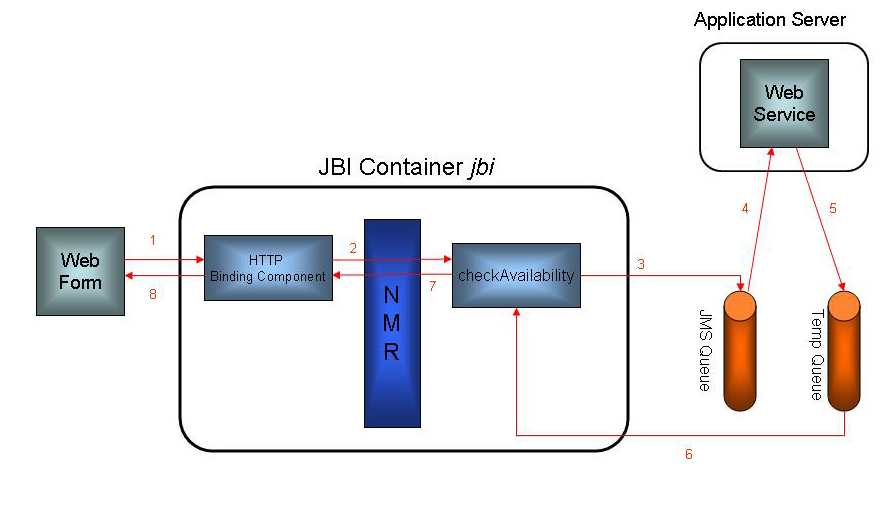 Application Server
Web
Service
JBI Container jbi
4
5
1
2
3
Web
Form
HTTP
Binding Component
checkAvailability
8
7
N
M
R
JMS Queue
Temp Queue
6